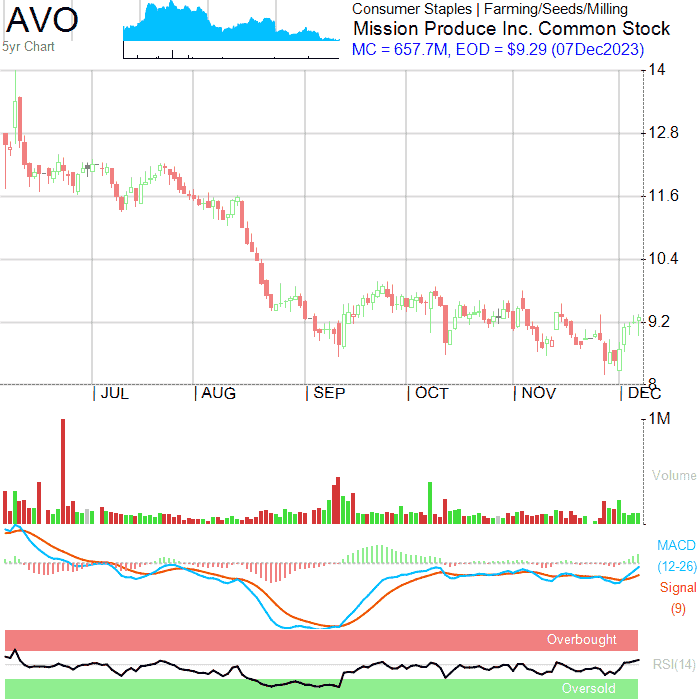 AVO
5yr Chart
Consumer Staples | Farming/Seeds/Milling
Mission Produce Inc. Common Stock
MC = 657.7M, EOD = $9.29 (07Dec2023)
14
12.8
11.6
10.4
9.2
8
JUL AUG SEP OCT NOV DEC
1M
Volume
MACD
(12-26)
Signal
(9)
Overbought
RSI(14)
Oversold